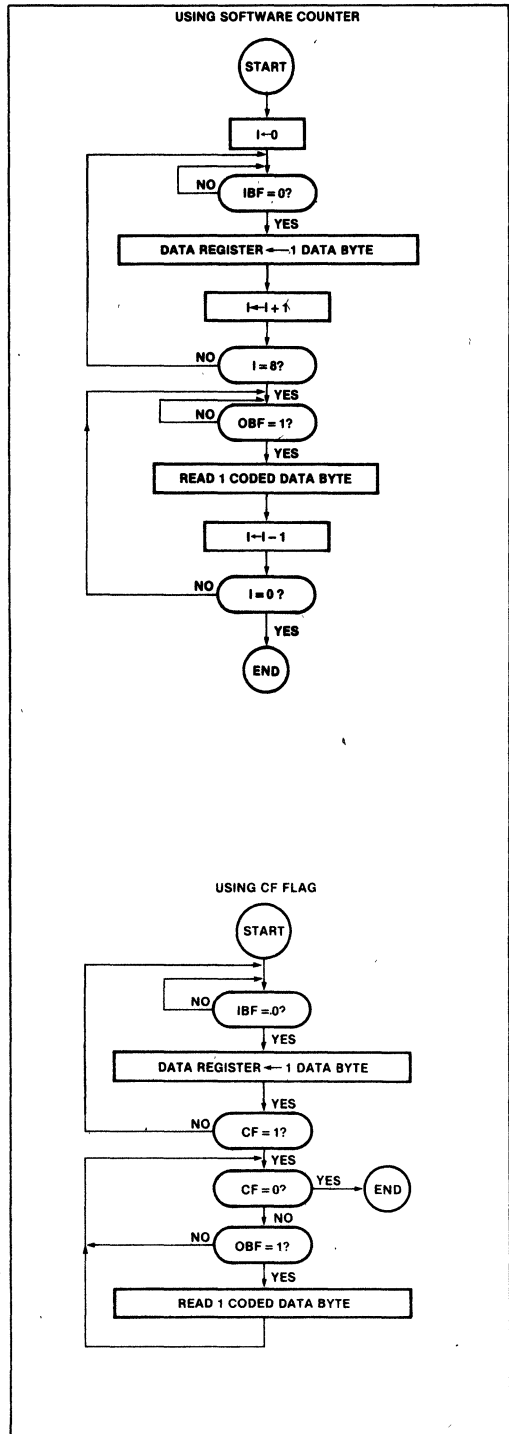 USING SOFTWARE COUNTER
START
I←0
NO
IBF = 0?
YES
DATA REGISTER ← 1 DATA BYTE
I←I + 1
NO
I = 8?
YES
NO
OBF = 1?
YES
READ 1 CODED DATA BYTE
I←I – 1
NO
I = 0 ?
YES
END
USING CF FLAG
START
NO
IBF = 0?
YES
DATA REGISTER ← 1 DATA BYTE
YES
NO
CF = 1?
YES
CF = 0?
YES
END
NO
NO
OBF = 1?
YES
READ 1 CODED DATA BYTE